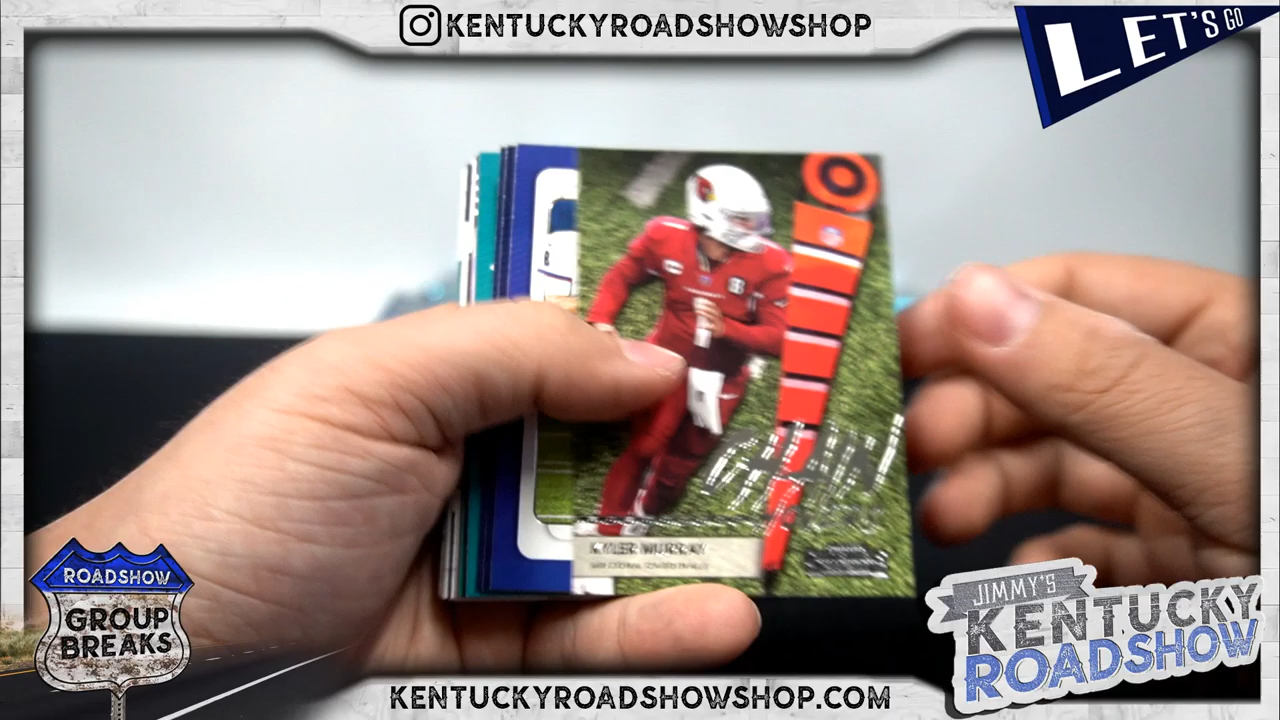 KENTUCKYROADSHOWSHOP
LET'S GO
KYLER MURRAY
ROADSHOW
GROUP
BREAKS
JIMMY'S
KENTUCKY
ROADSHOW
KENTUCKYROADSHOWSHOP.COM